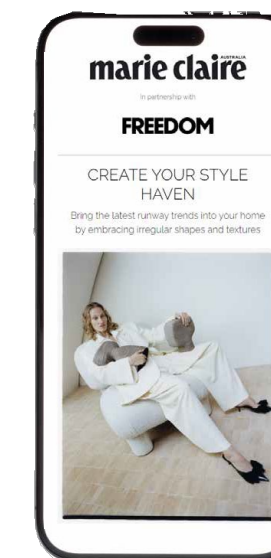 marie claire
AUSTRALIA
In partnership with
FREEDOM
CREATE YOUR STYLE
HAVEN
Bring the latest runway trends into your home
by embracing irregular shapes and textures